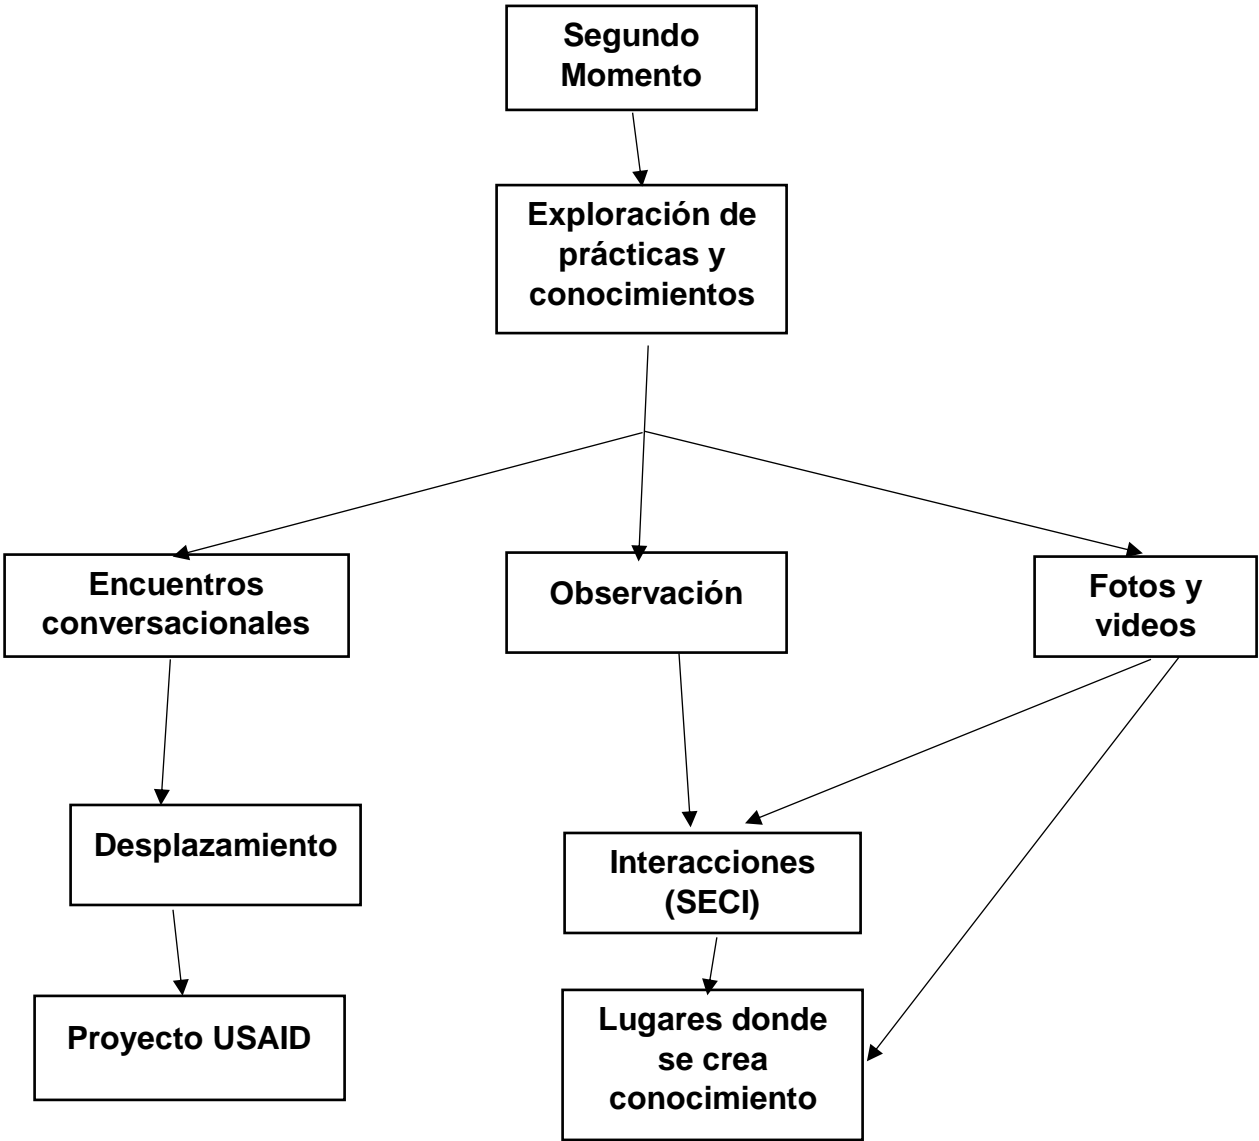 Segundo
Momento
Exploración de
prácticas y
conocimientos
Encuentros
conversacionales
Observación
Fotos y
videos
Desplazamiento
Interacciones
(SECI)
Proyecto USAID
Lugares donde
se crea
conocimiento